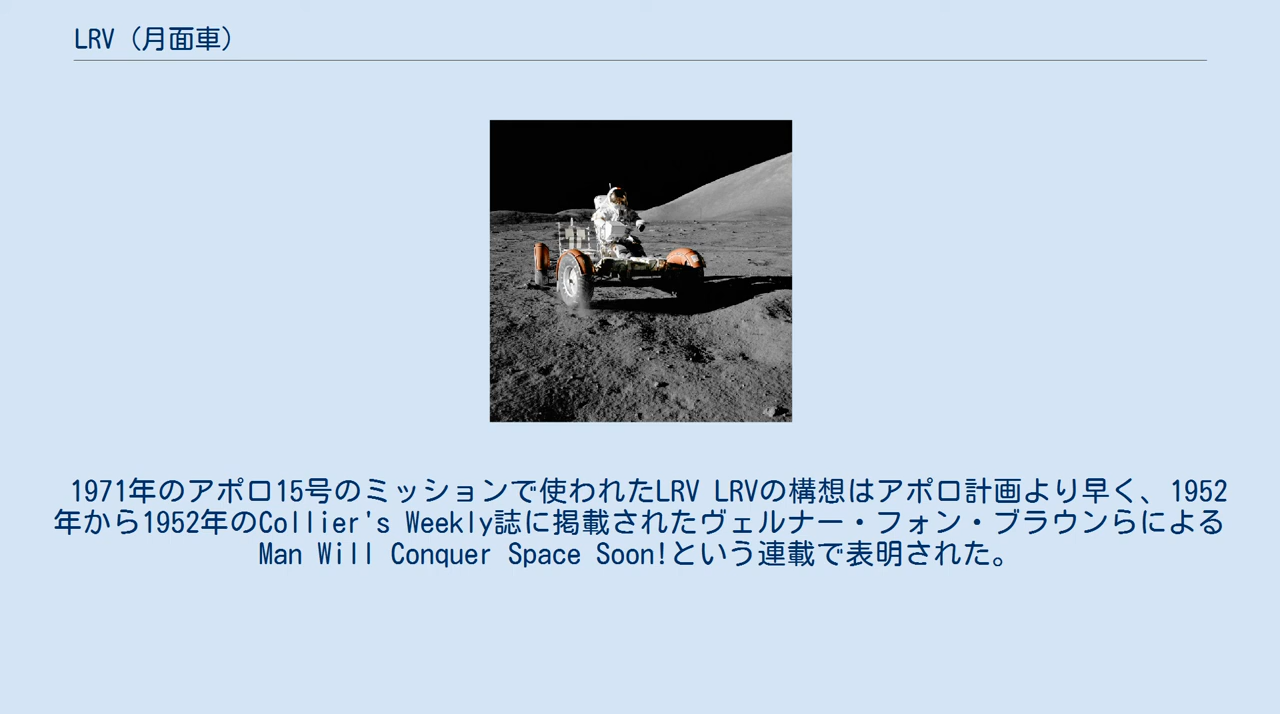 LRV（月面車）
1971年のアポロ15号のミッションで使われたLRV LRVの構想はアポロ計画より早く、1952
年から1952年のCollier's Weekly誌に掲載されたヴェルナー・フォン・ブラウンらによる
Man Will Conquer Space Soon!という連載で表明された。